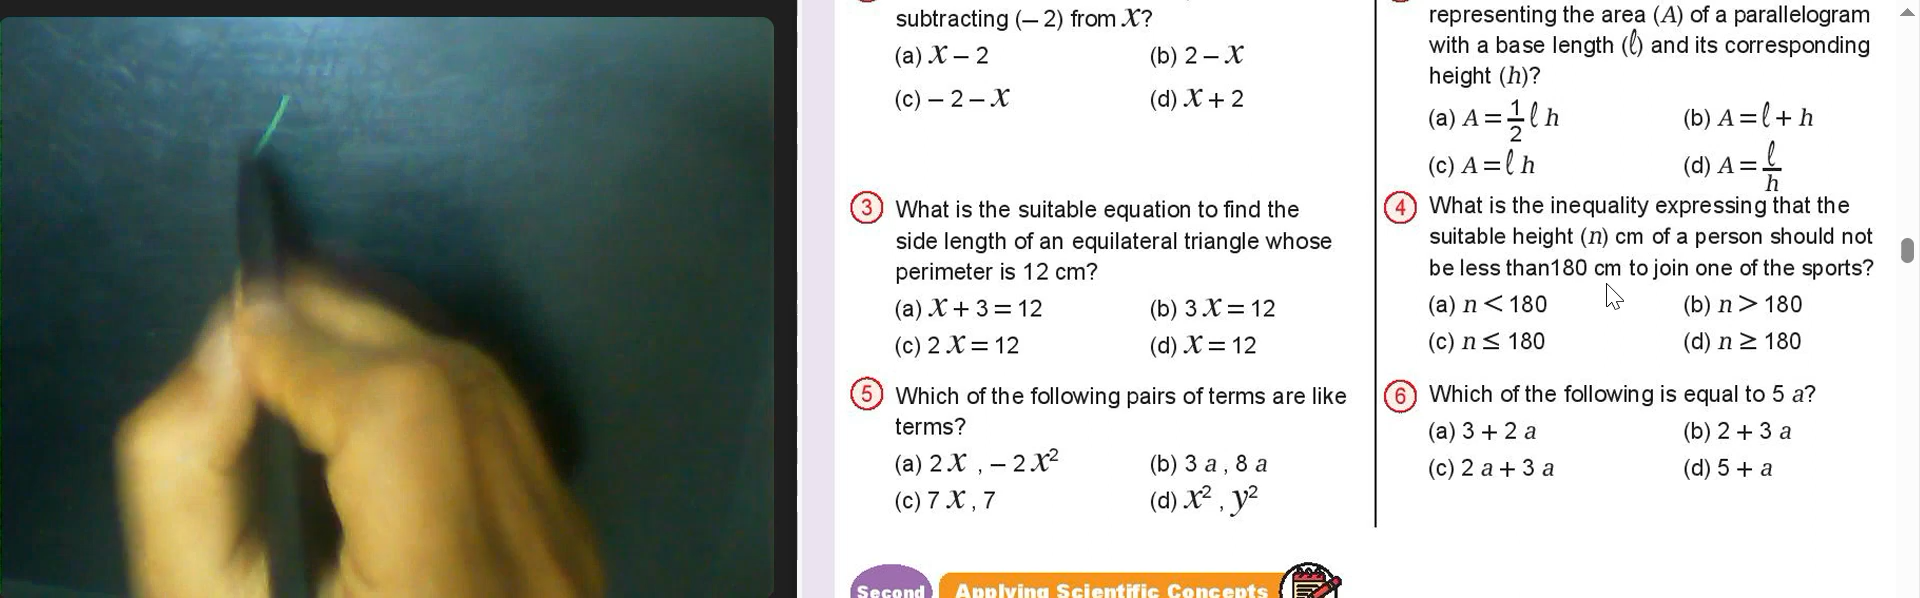 subtracting (– 2) from x?
(a) x – 2
(b) 2 – x
(c) – 2 – x
(d) x + 2
3 What is the suitable equation to find the
side length of an equilateral triangle whose
perimeter is 12 cm?
(a) x + 3 = 12
(b) 3 x = 12
(c) 2 x = 12
(d) x = 12
5 Which of the following pairs of terms are like
terms?
(a) 2 x , – 2 x²
(b) 3 a , 8 a
(c) 7 x , 7
(d) x² , y²
representing the area (A) of a parallelogram
with a base length (ℓ) and its corresponding
height (h)?
(a) A = 1/2 ℓ h
(b) A = ℓ + h
(c) A = ℓ h
(d) A = ℓ/h
4 What is the inequality expressing that the
suitable height (n) cm of a person should not
be less than180 cm to join one of the sports?
(a) n < 180
(b) n > 180
(c) n ≤ 180
(d) n ≥ 180
6 Which of the following is equal to 5 a?
(a) 3 + 2 a
(b) 2 + 3 a
(c) 2 a + 3 a
(d) 5 + a
Second Applying Scientific Concepts